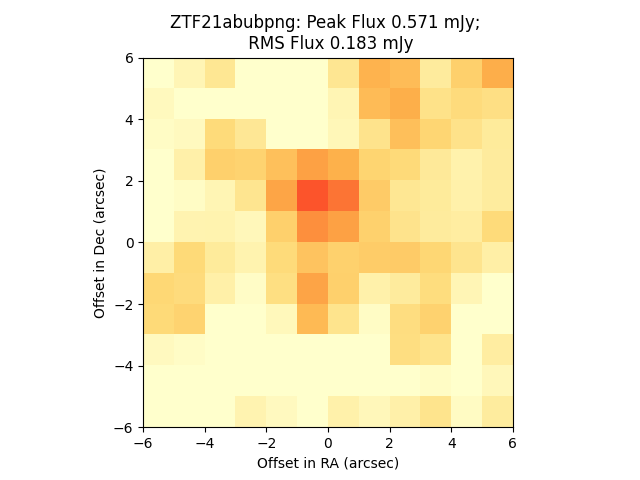 ZTF21abubpng: Peak Flux 0.571 mJy;
RMS Flux 0.183 mJy
6
4
2
0
−2
−4
−6
Offset in Dec (arcsec)
−6 −4 −2 0 2 4 6
Offset in RA (arcsec)